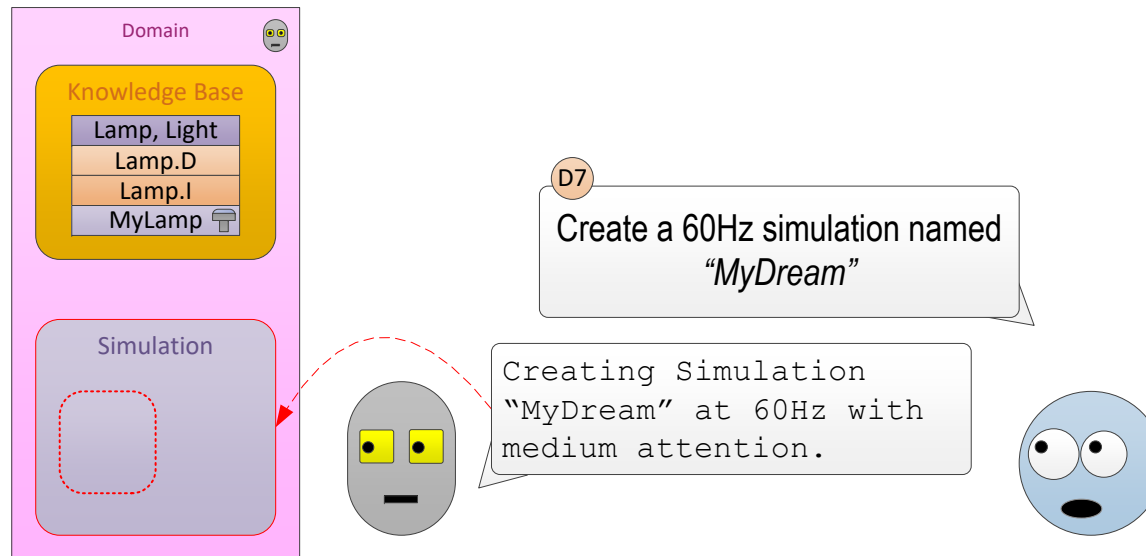 Domain
Knowledge Base
Lamp, Light
Lamp.D
Lamp.I
MyLamp
Simulation
D7
Create a 60Hz simulation named
“MyDream”
Creating Simulation
“MyDream” at 60Hz with
medium attention.